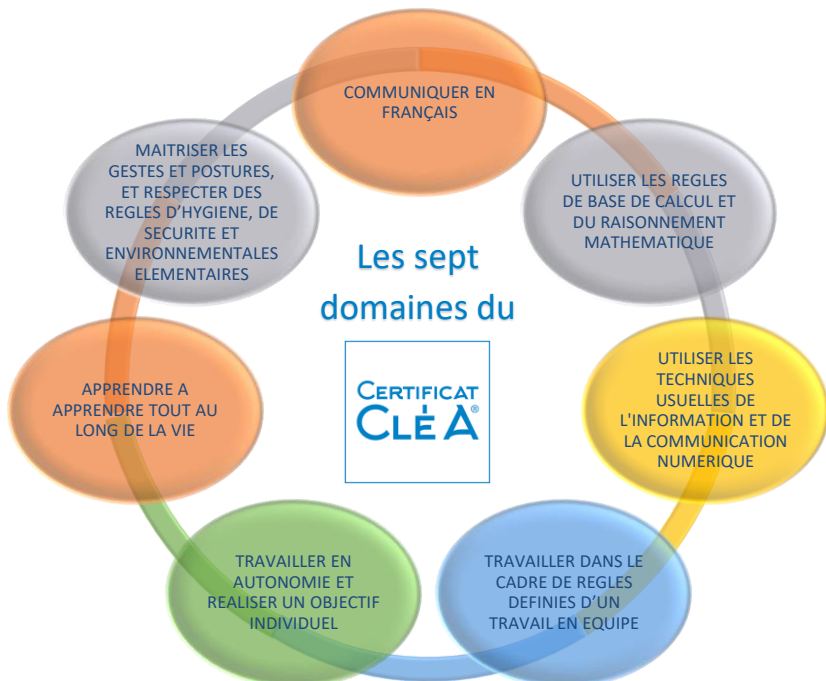 COMMUNIQUER EN
FRANÇAIS
UTILISER LES REGLES
DE BASE DE CALCUL ET
DU RAISONNEMENT
MATHEMATIQUE
UTILISER LES
TECHNIQUES
USUELLES DE
L'INFORMATION ET DE
LA COMMUNICATION
NUMERIQUE
TRAVAILLER DANS LE
CADRE DE REGLES
DEFINIES D’UN
TRAVAIL EN EQUIPE
TRAVAILLER EN
AUTONOMIE ET
REALISER UN OBJECTIF
INDIVIDUEL
APPRENDRE A
APPRENDRE TOUT AU
LONG DE LA VIE
MAITRISER LES
GESTES ET POSTURES,
ET RESPECTER DES
REGLES D’HYGIENE, DE
SECURITE ET
ENVIRONNEMENTALES
ELEMENTAIRES
Les sept
domaines du
CERTIFICAT
CLÉA®